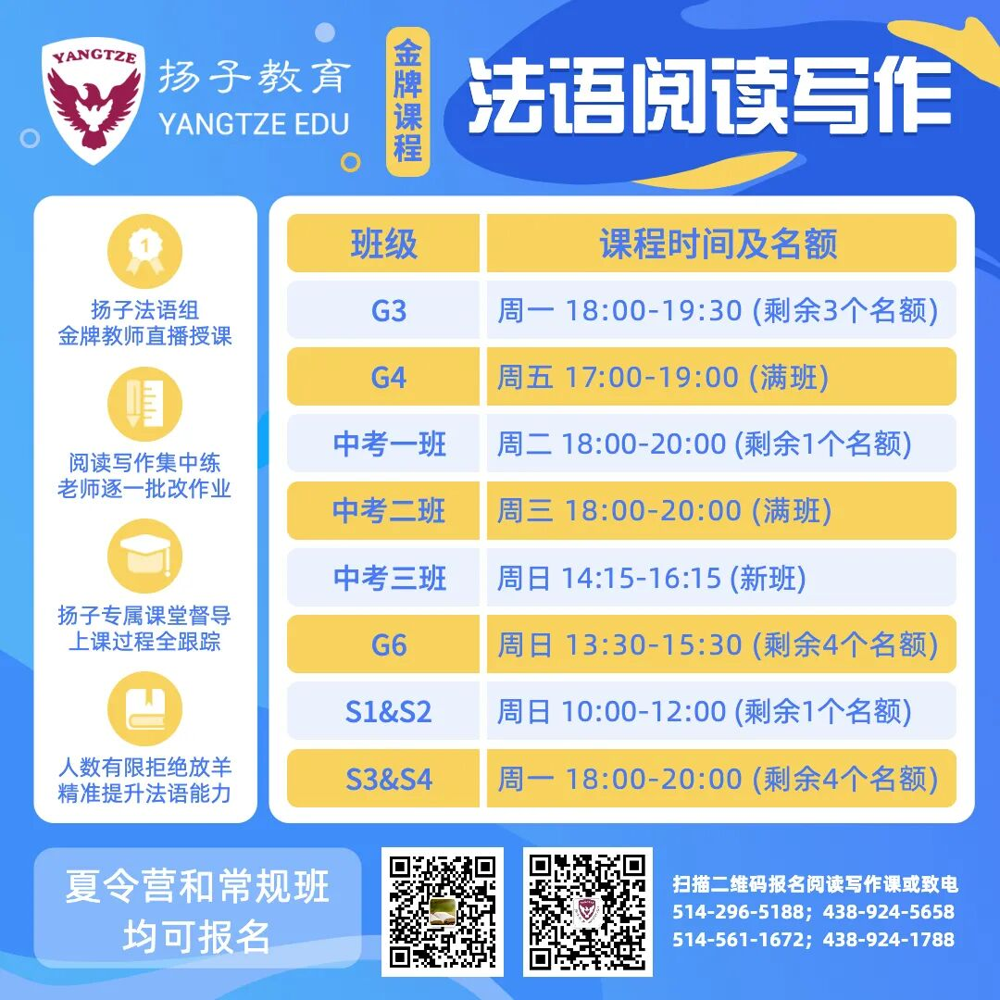 YANGTZE
扬子教育
YANGTZE EDU
金牌课程
法语阅读写作
扬子法语组
金牌教师直播授课
阅读写作集中练
老师逐一批改作业
扬子专属课堂督导
上课过程全跟踪
人数有限拒绝放羊
精准提升法语能力
班级 课程时间及名额
G3 周一 18:00-19:30 (剩余3个名额)
G4 周五 17:00-19:00 (满班)
中考一班 周二 18:00-20:00 (剩余1个名额)
中考二班 周三 18:00-20:00 (满班)
中考三班 周日 14:15-16:15 (新班)
G6 周日 13:30-15:30 (剩余4个名额)
S1&S2 周日 10:00-12:00 (剩余1个名额)
S3&S4 周一 18:00-20:00 (剩余4个名额)
夏令营和常规班
均可报名
扫描二维码报名阅读写作课或致电
514-296-5188；438-924-5658
514-561-1672；438-924-1788